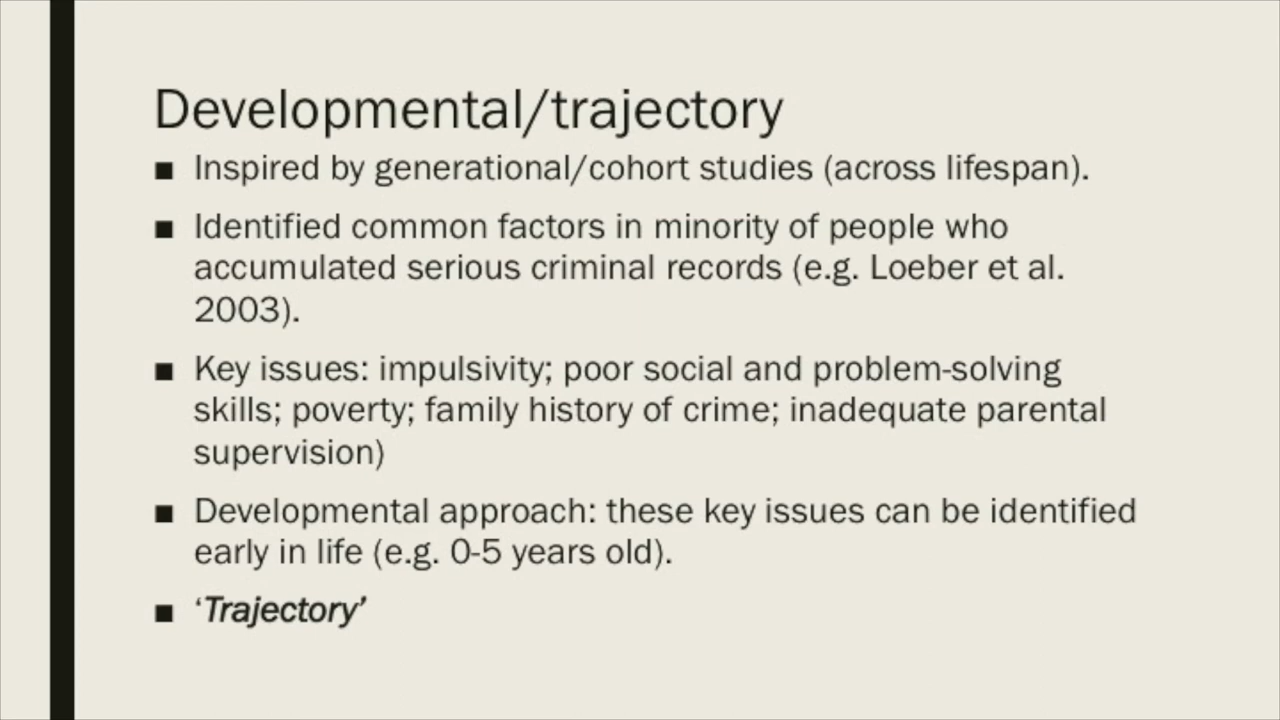 Developmental/trajectory
■ Inspired by generational/cohort studies (across lifespan).
■ Identified common factors in minority of people who
accumulated serious criminal records (e.g. Loeber et al.
2003).
■ Key issues: impulsivity; poor social and problem-solving
skills; poverty; family history of crime; inadequate parental
supervision)
■ Developmental approach: these key issues can be identified
early in life (e.g. 0-5 years old).
■ ‘Trajectory’